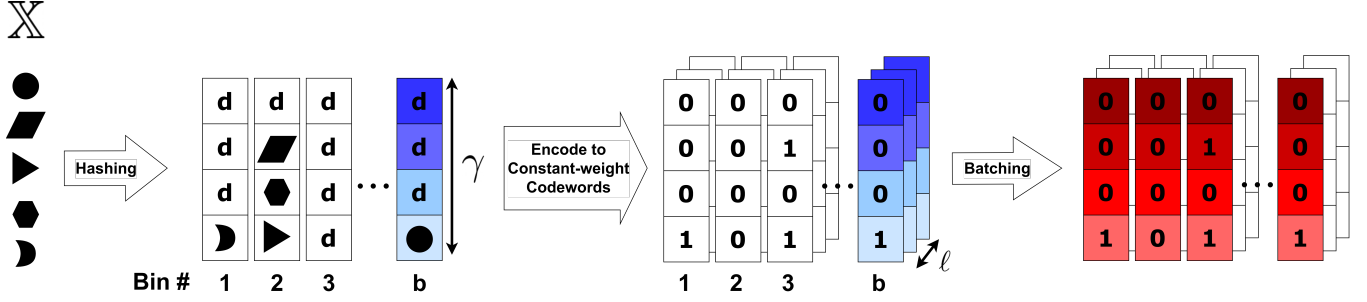 𝕏
d d d d
d d d
Hashing
d d ... d
d
γ
Bin # 1 2 3 b
Encode to
Constant-weight
Codewords
0 0 0 0
0 0 1 0
0 0 0 ... 0
1 0 1 1
1 2 3 b
ℓ
Batching
0 0 0 0
0 0 1 0
0 0 0 ... 0
1 0 1 1